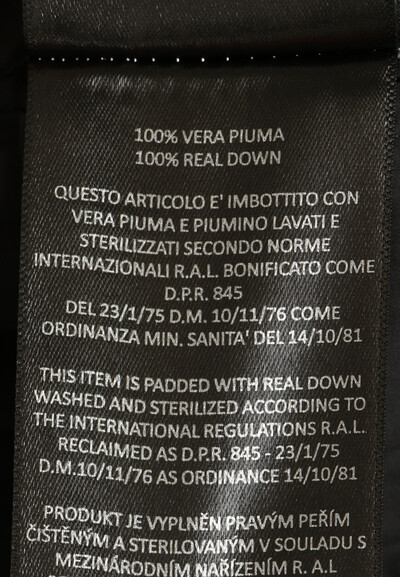 100% VERA PIUMA
100% REAL DOWN
QUESTO ARTICOLO E' IMBOTTITO CON
VERA PIUMA E PIUMINO LAVATI E
STERILIZZATI SECONDO NORME
INTERNAZIONALI R.A.L. BONIFICATO COME
D.P.R. 845
DEL 23/1/75 D.M. 10/11/76 COME
ORDINANZA MIN. SANITA' DEL 14/10/81
THIS ITEM IS PADDED WITH REAL DOWN
WASHED AND STERILIZED ACCORDING TO
THE INTERNATIONAL REGULATIONS R.A.L.
RECLAIMED AS D.P.R. 845 - 23/1/75
D.M.10/11/76 AS ORDINANCE 14/10/81
PRODUKT JE VYPLNĚN PRAVÝM PEŘÍM
ČIŠTĚNÝM A STERILOVANÝM V SOULADU S
MEZINÁRODNÍM NAŘÍZENÍM R. A.L